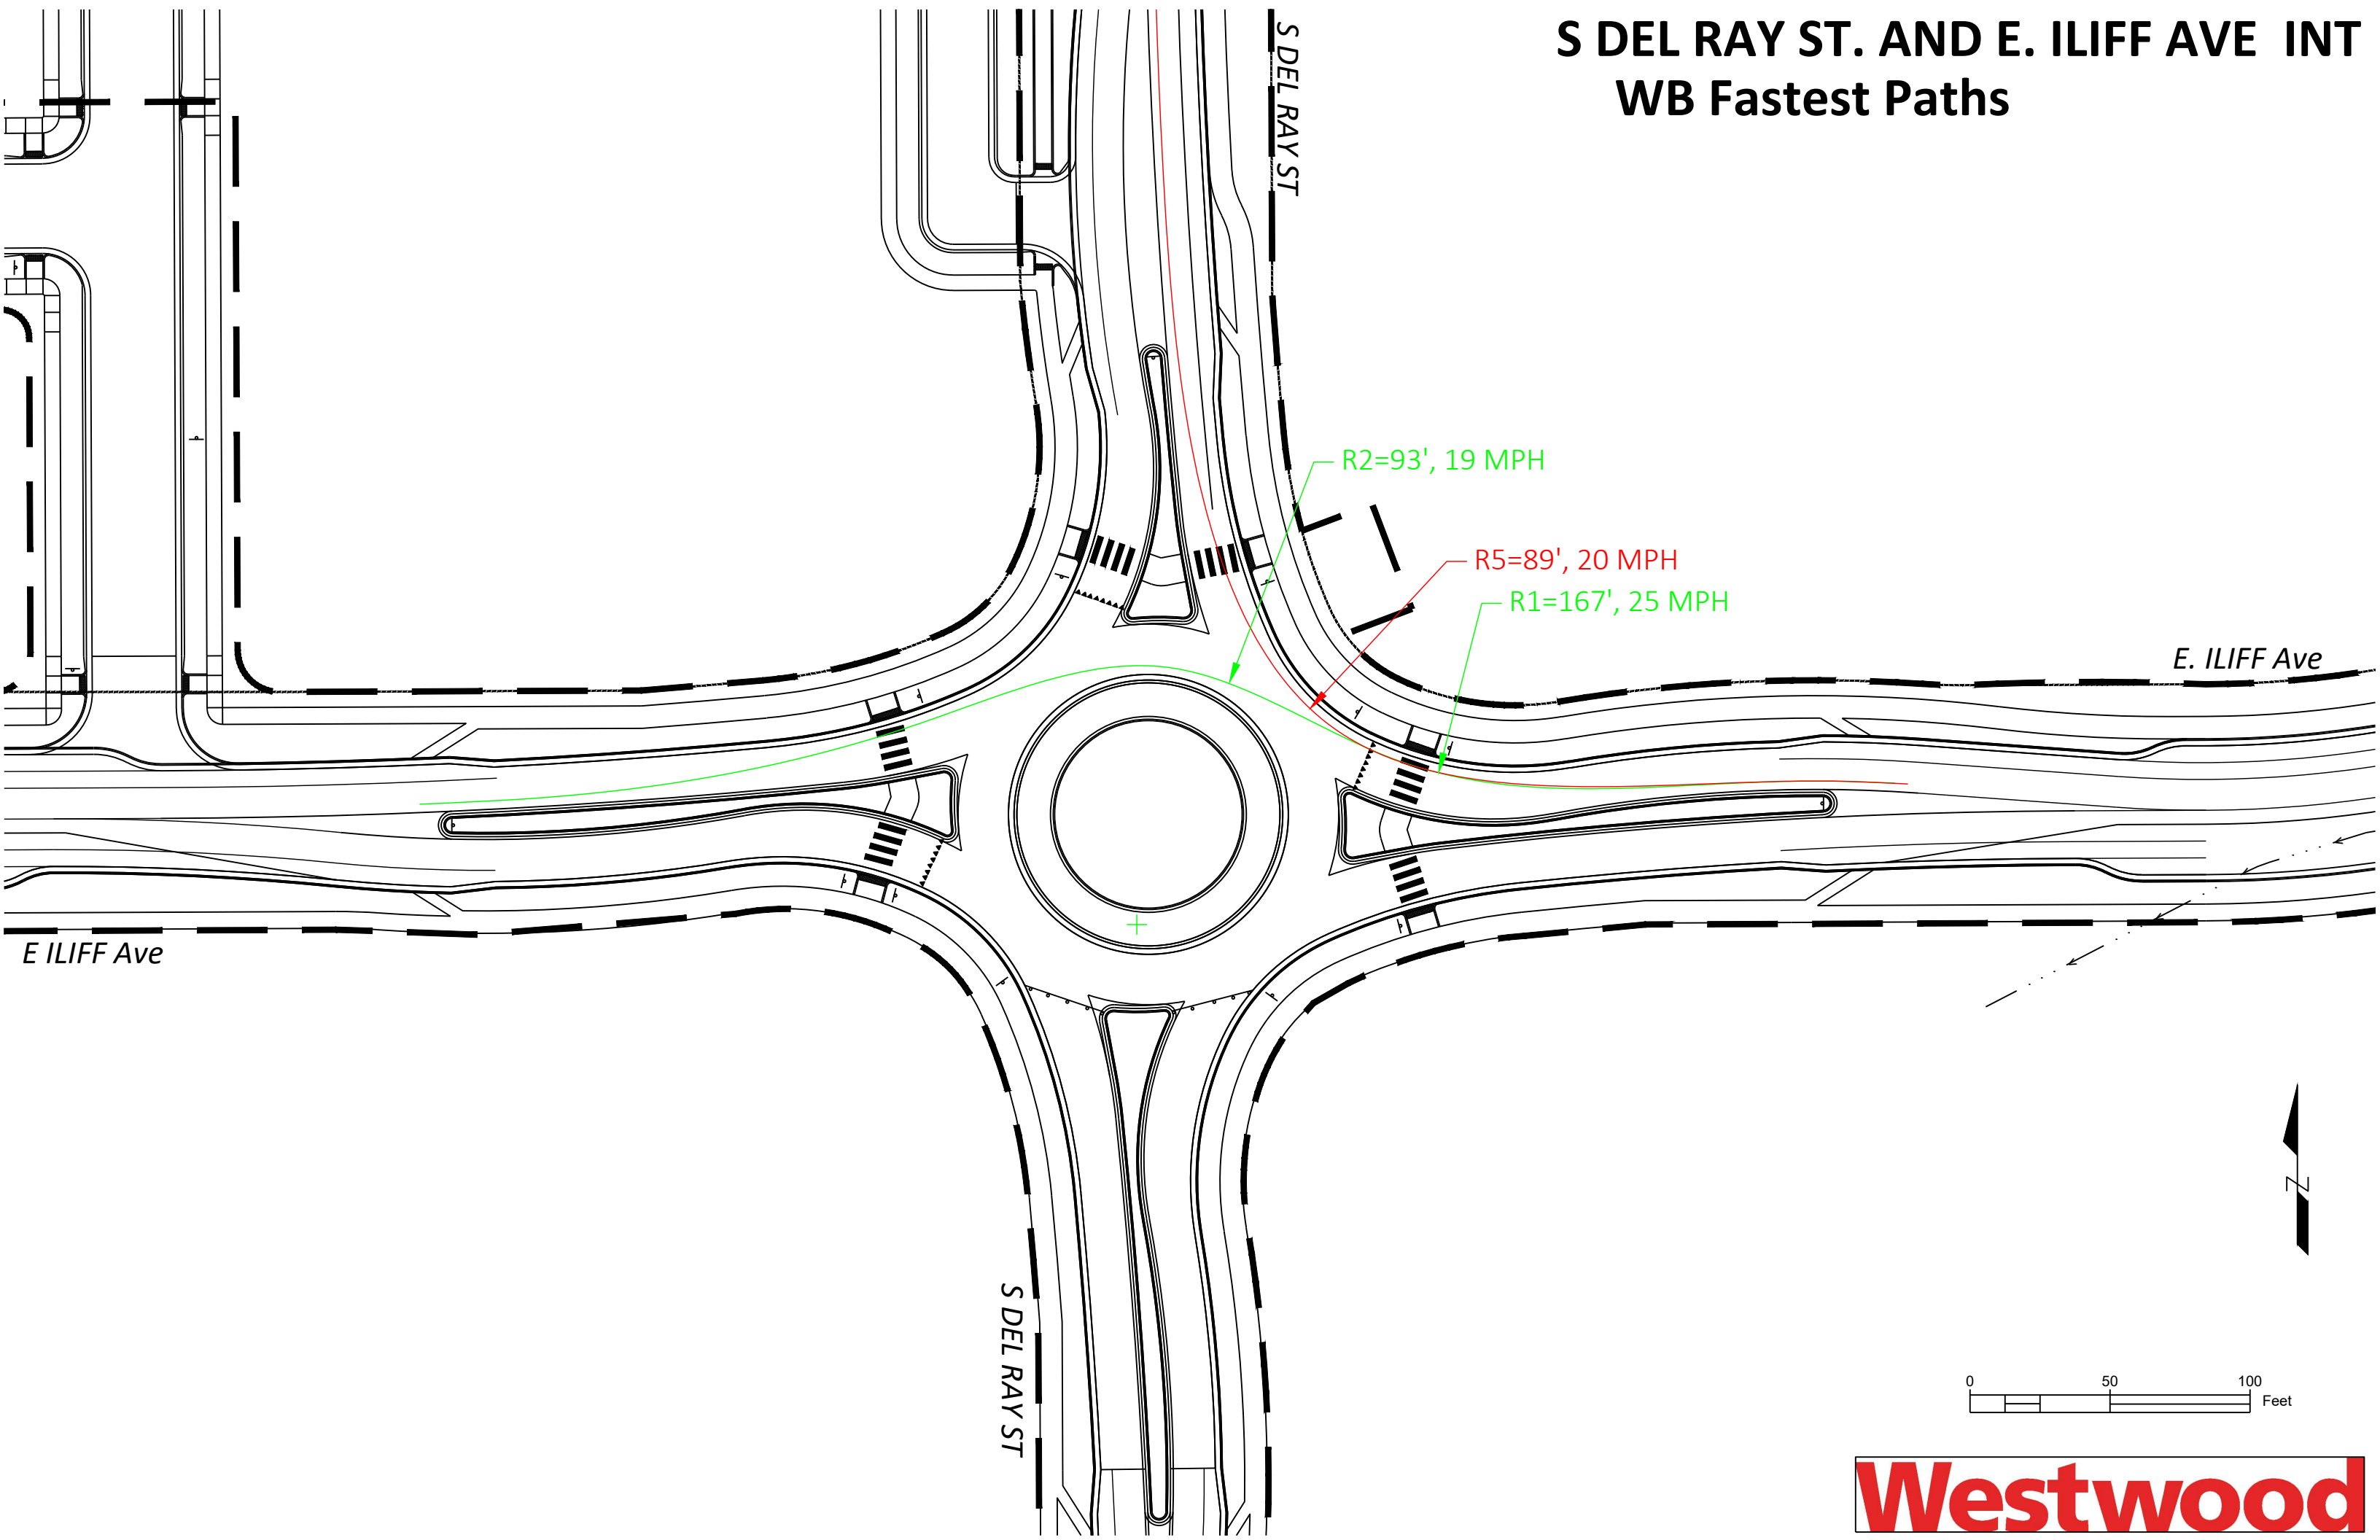 S DEL RAY ST. AND E. ILIFF AVE INT
WB Fastest Paths
S DEL RAY ST
R2=93', 19 MPH
R5=89', 20 MPH
R1=167', 25 MPH
E. ILIFF Ave
E ILIFF Ave
S DEL RAY ST
Z
0 50 100
Feet
Westwood